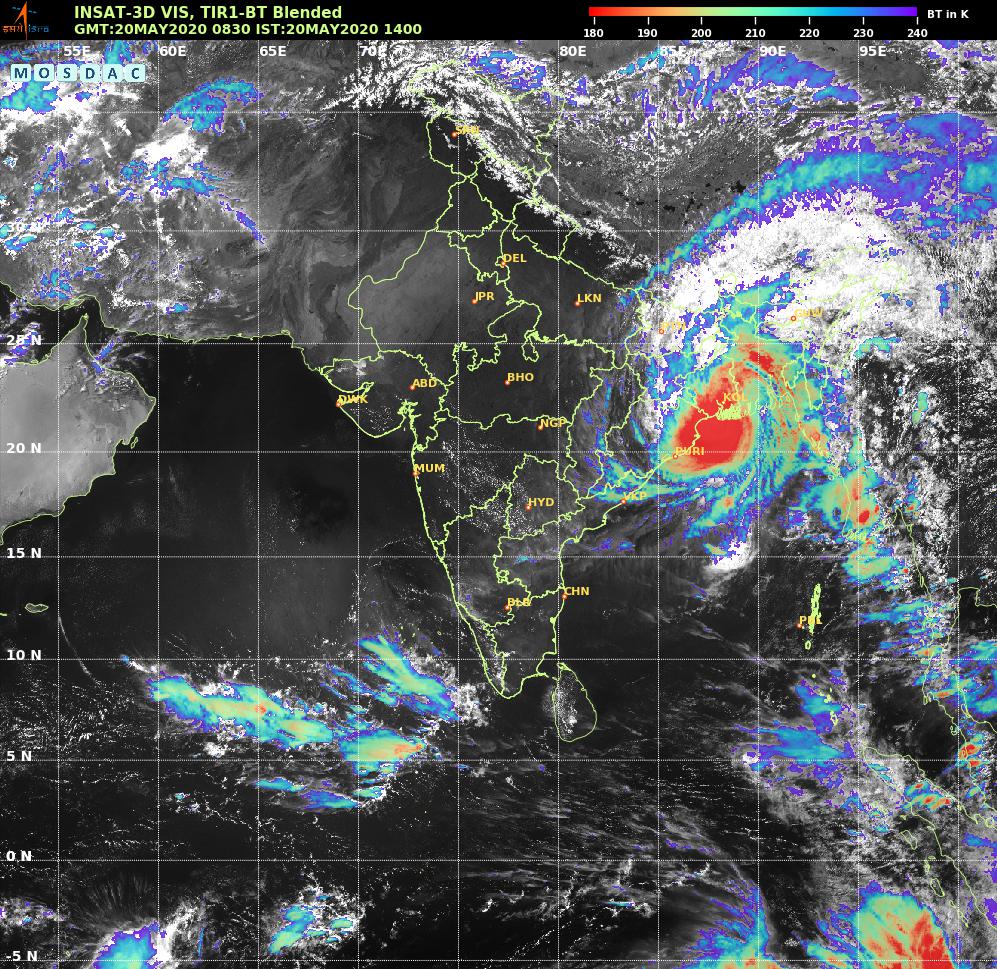 INSAT-3D VIS, TIR1-BT Blended
GMT:20MAY2020 0830 IST:20MAY2020 1400
180 190 200 210 220 230 240 BT in K
55E 60E 65E 70E 75E 80E 85E 90E 95E
MOSDAC
SRN
DEL
JPR LKN
GUW
25 N
ABD BHO
DWK KOL
20 N NGP
PURI
MUM
HYD VKP
15 N
BLR CHN
PBL
10 N
5 N
0 N
-5 N